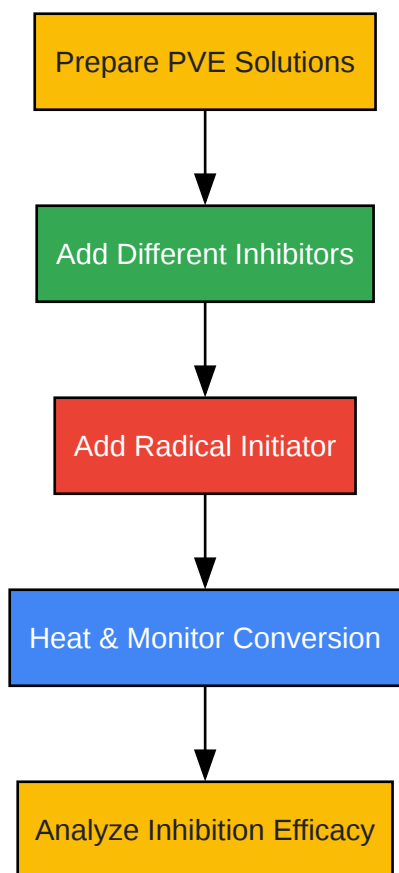 Prepare PVE Solutions
Add Different Inhibitors
Add Radical Initiator
Heat & Monitor Conversion
Analyze Inhibition Efficacy